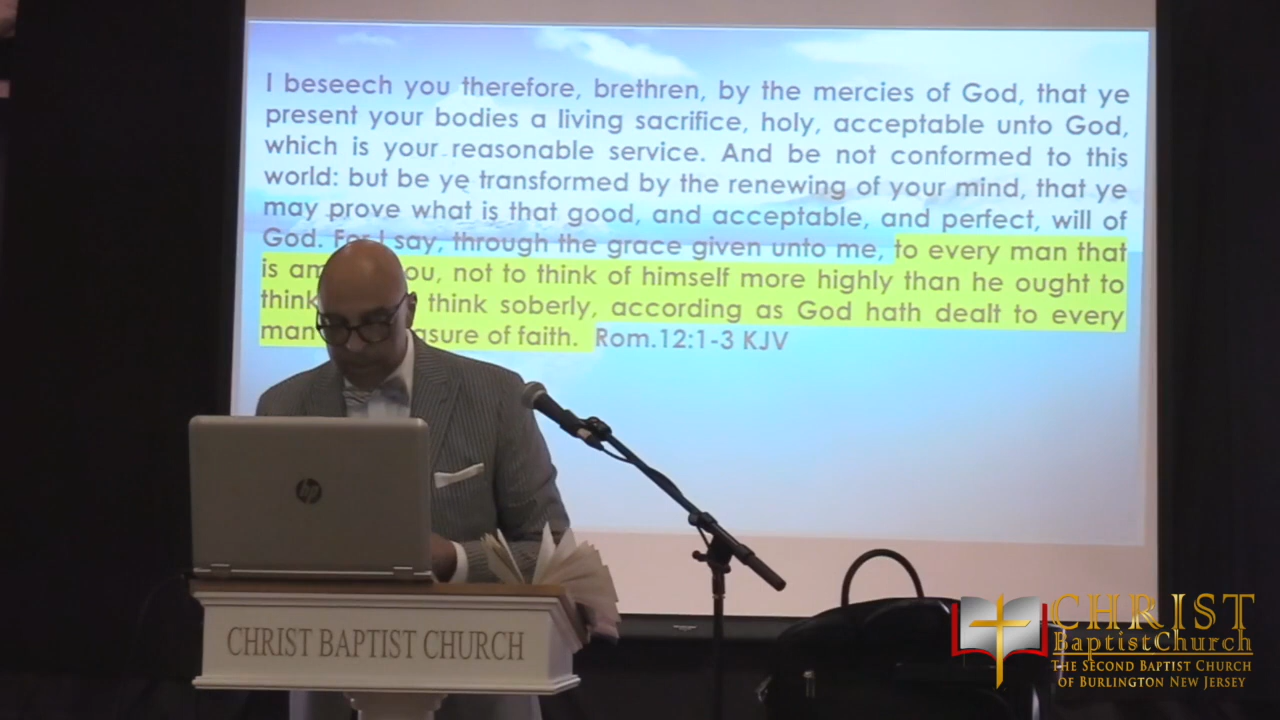 I beseech you therefore, brethren, by the mercies of God, that ye
present your bodies a living sacrifice, holy, acceptable unto God,
which is your reasonable service. And be not conformed to this
world: but be ye transformed by the renewing of your mind, that ye
may prove what is that good, and acceptable, and perfect, will of
God. For I say, through the grace given unto me, to every man that
is you, not to think of himself more highly than he ought to
think think soberly, according as God hath dealt to every
man of faith. Rom.12:1-3 KJV
hp
CHRIST BAPTIST CHURCH
CHRIST
BaptistChurch
THE SECOND BAPTIST CHURCH
OF BURLINGTON NEW JERSEY